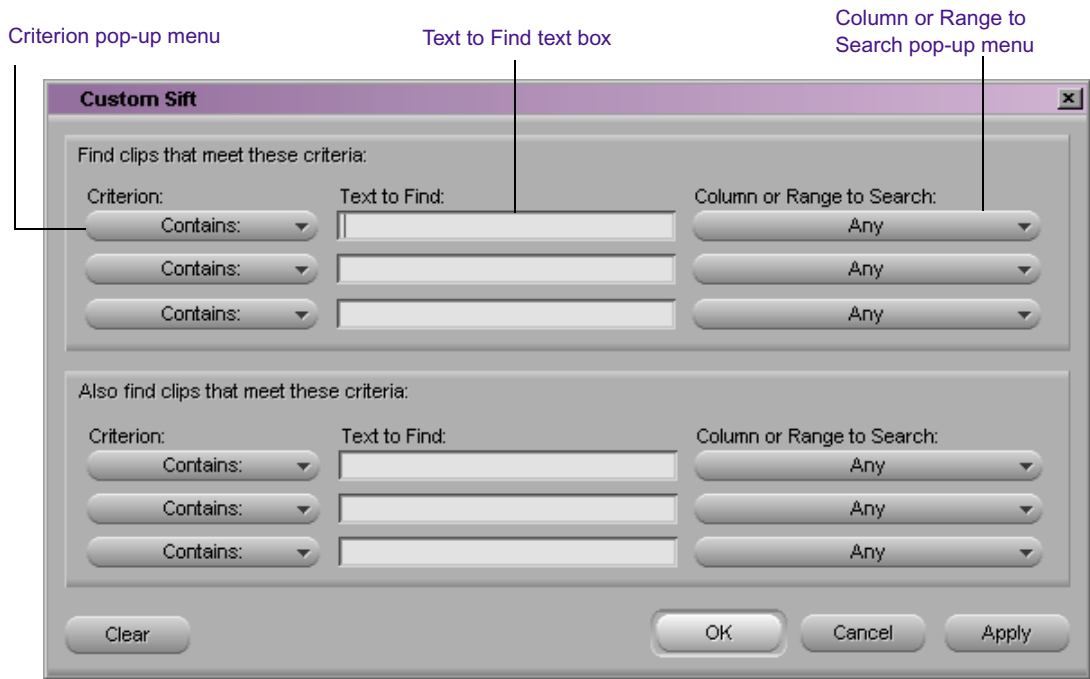 Criterion pop-up menu
Text to Find text box
Column or Range to
Search pop-up menu
Custom Sift
Find clips that meet these criteria:
Criterion: Text to Find: Column or Range to Search:
Contains: Any
Contains: Any
Contains: Any
Also find clips that meet these criteria:
Criterion: Text to Find: Column or Range to Search:
Contains: Any
Contains: Any
Contains: Any
Clear OK Cancel Apply